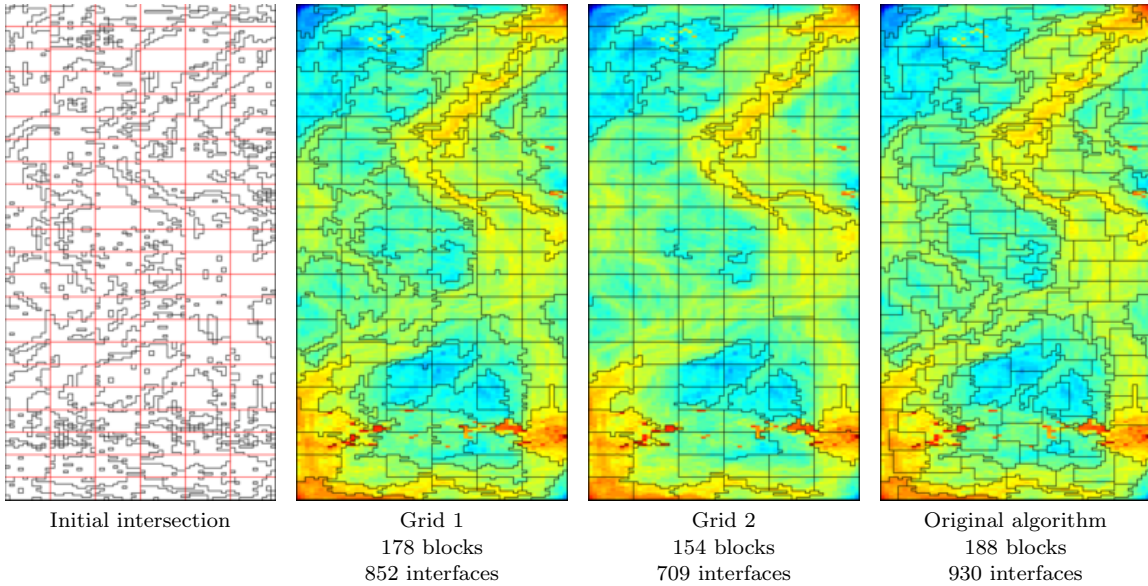 Initial intersection
Grid 1
178 blocks
852 interfaces
Grid 2
154 blocks
709 interfaces
Original algorithm
188 blocks
930 interfaces